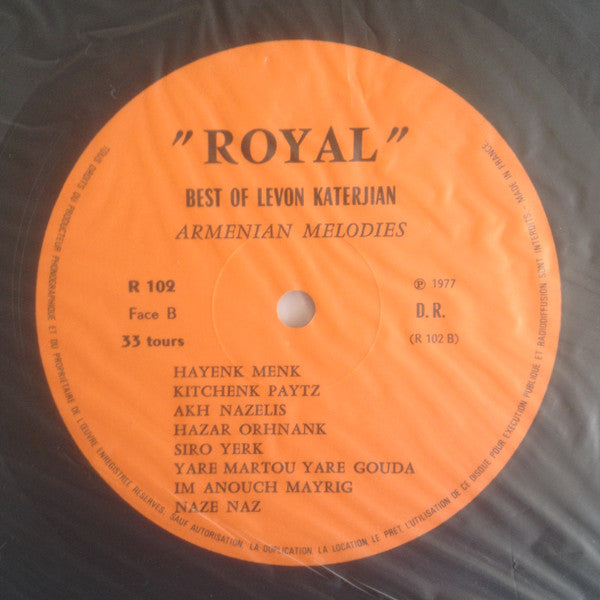 "ROYAL"
BEST OF LEVON KATERJIAN
ARMENIAN MELODIES
R 102
Face B
33 tours
℗ 1977
D.R.
(R 102 B)
HAYENK MENK
KITCHENK PAYTZ
AKH NAZELIS
HAZAR ORHNANK
SIRO YERK
YARE MARTOU YARE GOUDA
IM ANOUCH MAYRIG
NAZE NAZ
TOUS DROITS DU PRODUCTEUR PHONOGRAPHIQUE ET DU PROPRIETAIRE DE L'ŒUVRE ENREGISTREE RESERVES. SAUF AUTORISATION, LA DUPLICATION, LA LOCATION, LE PRET, L'UTILISATION DE CE DISQUE POUR EXECUTION PUBLIQUE ET RADIODIFFUSION SONT INTERDITS - MADE IN FRANCE